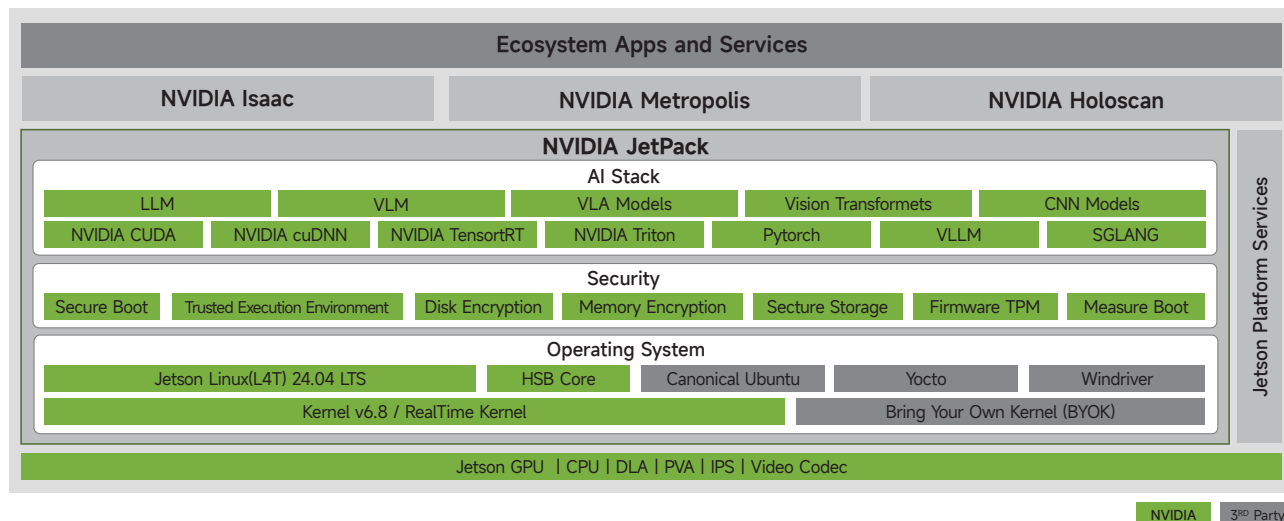 Ecosystem Apps and Services
NVIDIA Isaac
NVIDIA Metropolis
NVIDIA Holoscan
NVIDIA JetPack
AI Stack
LLM
VLM
VLA Models
Vision Transformets
CNN Models
NVIDIA CUDA
NVIDIA cuDNN
NVIDIA TensortRT
NVIDIA Triton
Pytorch
VLLM
SGLANG
Security
Secure Boot
Trusted Execution Environment
Disk Encryption
Memory Encryption
Secture Storage
Firmware TPM
Measure Boot
Operating System
Jetson Linux(L4T) 24.04 LTS
HSB Core
Canonical Ubuntu
Yocto
Windriver
Kernel v6.8 / RealTime Kernel
Bring Your Own Kernel (BYOK)
Jetson Platform Services
Jetson GPU | CPU | DLA | PVA | IPS | Video Codec
NVIDIA
3RD Party